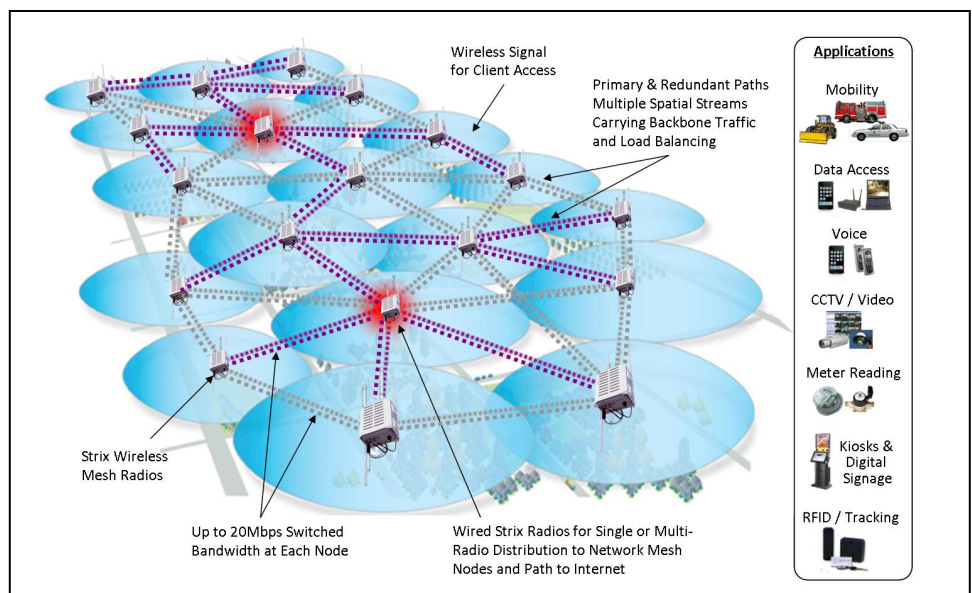 Wireless Signal
for Client Access
Primary & Redundant Paths
Multiple Spatial Streams
Carrying Backbone Traffic
and Load Balancing
Strix Wireless
Mesh Radios
Up to 20Mbps Switched
Bandwidth at Each Node
Wired Strix Radios for Single or Multi-
Radio Distribution to Network Mesh
Nodes and Path to Internet
Applications
Mobility
Data Access
Voice
CCTV / Video
Meter Reading
Kiosks &
Digital
Signage
RFID / Tracking